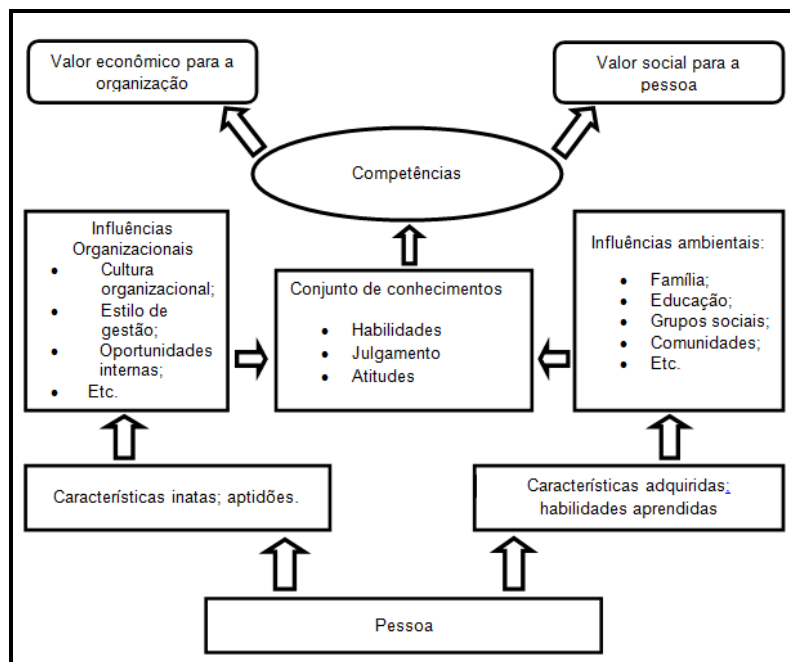 Valor econômico para a
organização
Valor social para a
pessoa
Competências
Influências
Organizacionais
• Cultura
organizacional;
• Estilo de
gestão;
• Oportunidades
internas;
• Etc.
Conjunto de conhecimentos
• Habilidades
• Julgamento
• Atitudes
Influências ambientais:
• Família;
• Educação;
• Grupos sociais;
• Comunidades;
• Etc.
Características inatas; aptidões.
Características adquiridas;
habilidades aprendidas
Pessoa